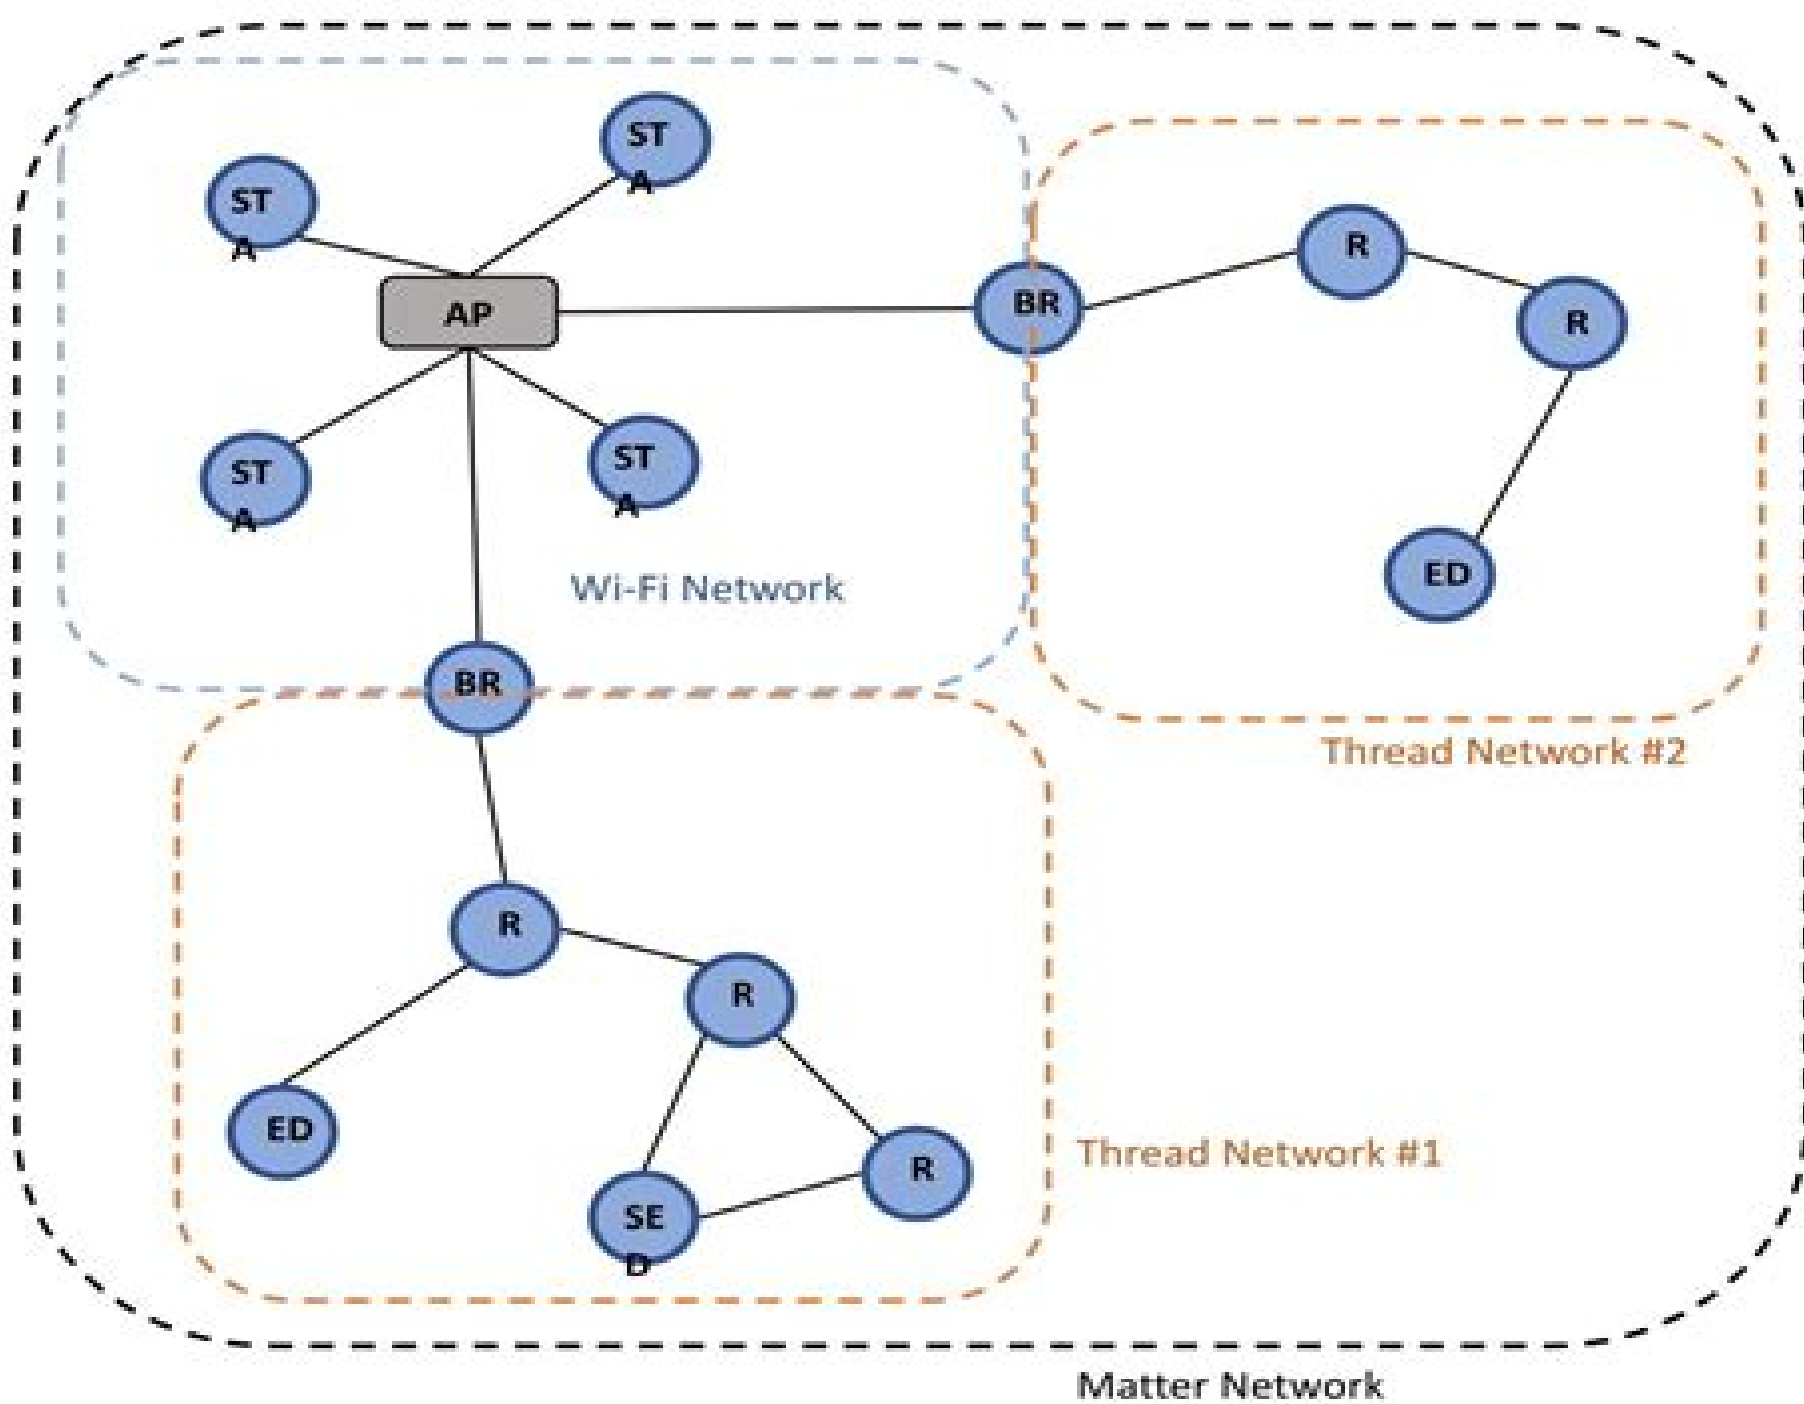 ST
A
ST
A
AP
BR
R
R
ST
A
ST
A
ED
Wi-Fi Network
BR
Thread Network #2
R
R
ED
Thread Network #1
R
SE
D
Matter Network